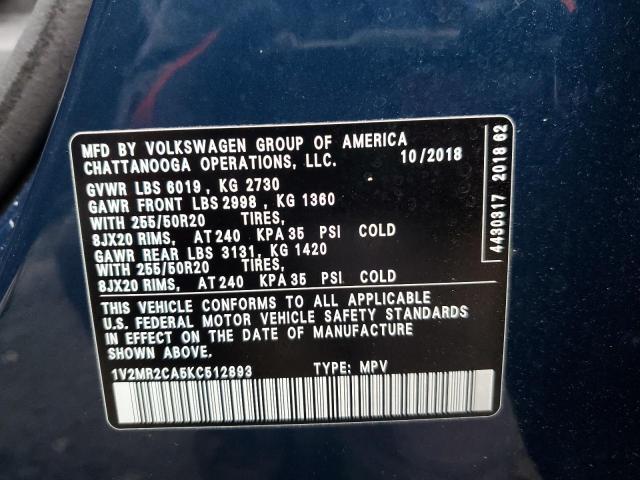 MFD BY VOLKSWAGEN GROUP OF AMERICA
CHATTANOOGA OPERATIONS, LLC. 10/2018
GVWR LBS 6019 , KG 2730
GAWR FRONT LBS 2998 , KG 1360
WITH 255/50R20 TIRES,
8JX20 RIMS, AT 240 KPA 35 PSI COLD
GAWR REAR LBS 3131, KG 1420
WITH 255/50R20 TIRES,
8JX20 RIMS, AT 240 KPA 35 PSI COLD
THIS VEHICLE CONFORMS TO ALL APPLICABLE
U.S. FEDERAL MOTOR VEHICLE SAFETY STANDARDS
IN EFFECT ON THE DATE OF MANUFACTURE
SHOWN ABOVE.
1V2MR2CA5KC512893 TYPE: MPV
4430317 2018 62